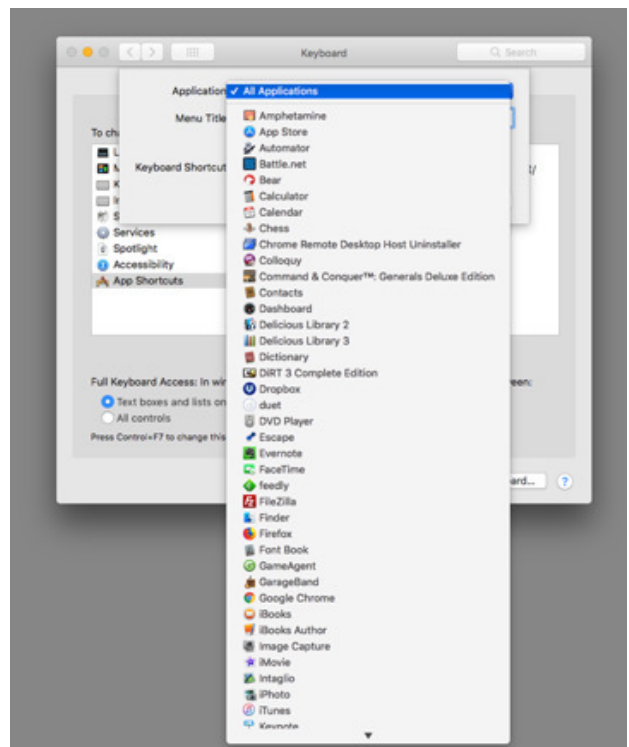 Keyboard
Search
Application
✓ All Applications
Menu Title
To ch
Keyboard Shortcut
Services
Spotlight
Accessibility
App Shortcuts
Amphetamine
App Store
Automator
Battle.net
Bear
Calculator
Calendar
Chess
Chrome Remote Desktop Host Uninstaller
Colloquy
Command & Conquer™: Generals Deluxe Edition
Contacts
Dashboard
Delicious Library 2
Delicious Library 3
Dictionary
DiRT 3 Complete Edition
Dropbox
duet
DVD Player
Escape
Evernote
FaceTime
feedly
FileZilla
Finder
Firefox
Font Book
GameAgent
GarageBand
Google Chrome
iBooks
iBooks Author
Image Capture
iMovie
Intaglio
iPhoto
iTunes
Keynote
Full Keyboard Access: In wi
een:
Text boxes and lists on
All controls
Press Control+F7 to change this
ard...
?